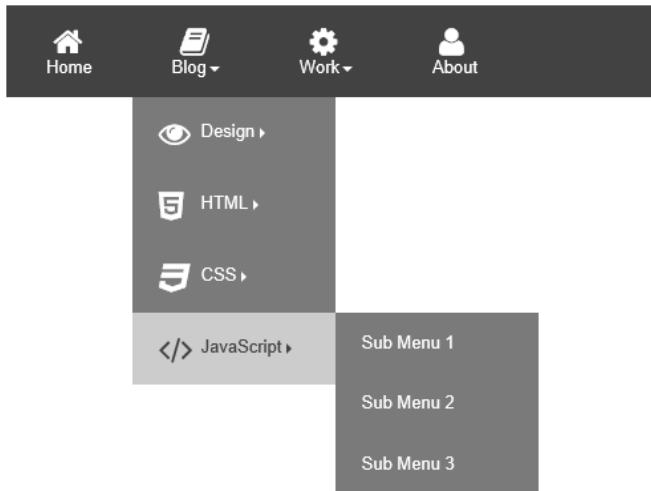 Home Blog Work About
Design
HTML
CSS
JavaScript Sub Menu 1
Sub Menu 2
Sub Menu 3